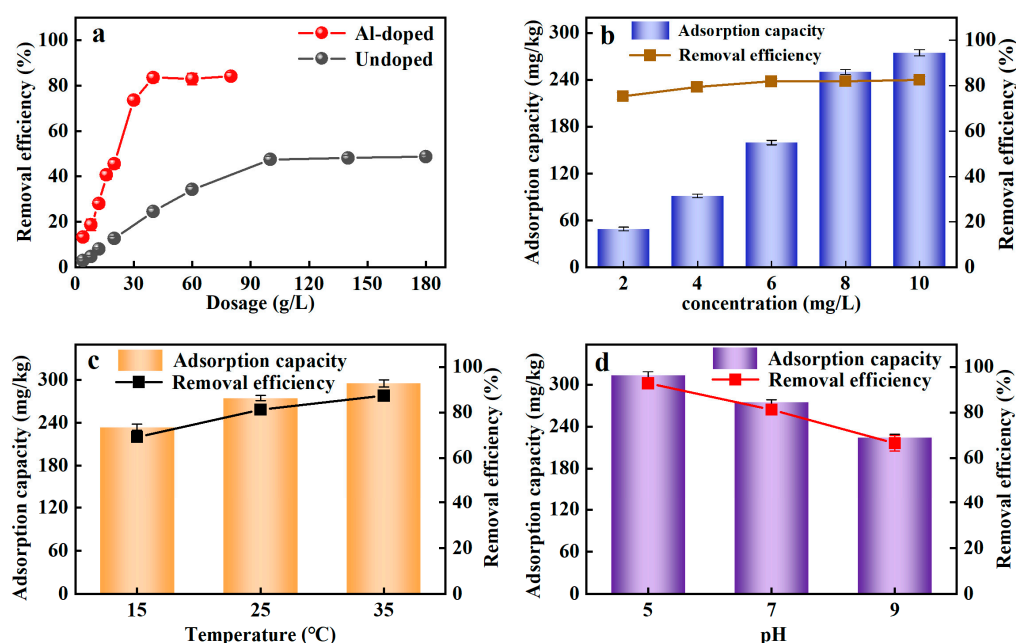 a
Al-doped
Undoped
Removal efficiency (%)
100
80
60
40
20
0
0 30 60 90 120 150 180
Dosage (g/L)
b
Adsorption capacity
Removal efficiency
Adsorption capacity (mg/kg)
300
240
180
120
60
0
2 4 6 8 10
concentration (mg/L)
100
80
60
40
20
0
Removal efficiency (%)
c
Adsorption capacity
Removal efficiency
Adsorption capacity (mg/kg)
300
240
180
120
60
0
15 25 35
Temperature (℃)
100
80
60
40
20
0
Removal efficiency (%)
d
Adsorption capacity
Removal efficiency
Adsorption capacity (mg/kg)
300
240
180
120
60
0
5 7 9
pH
100
80
60
40
20
0
Removal efficiency (%)